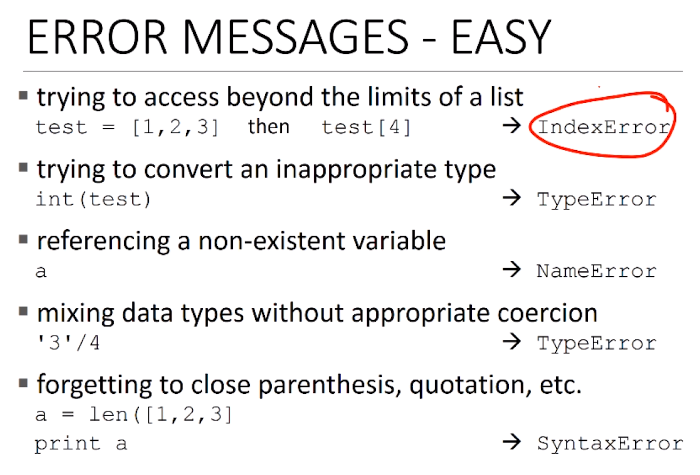 ERROR MESSAGES - EASY
▪ trying to access beyond the limits of a list
test = [1,2,3] then test[4] → IndexError
▪ trying to convert an inappropriate type
int(test) → TypeError
▪ referencing a non-existent variable
a → NameError
▪ mixing data types without appropriate coercion
'3'/4 → TypeError
▪ forgetting to close parenthesis, quotation, etc.
a = len([1,2,3]
print a → SyntaxError